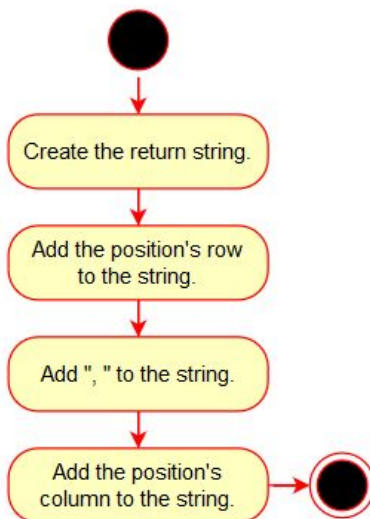 Create the return string.
Add the position's row
to the string.
Add ", " to the string.
Add the position's
column to the string.